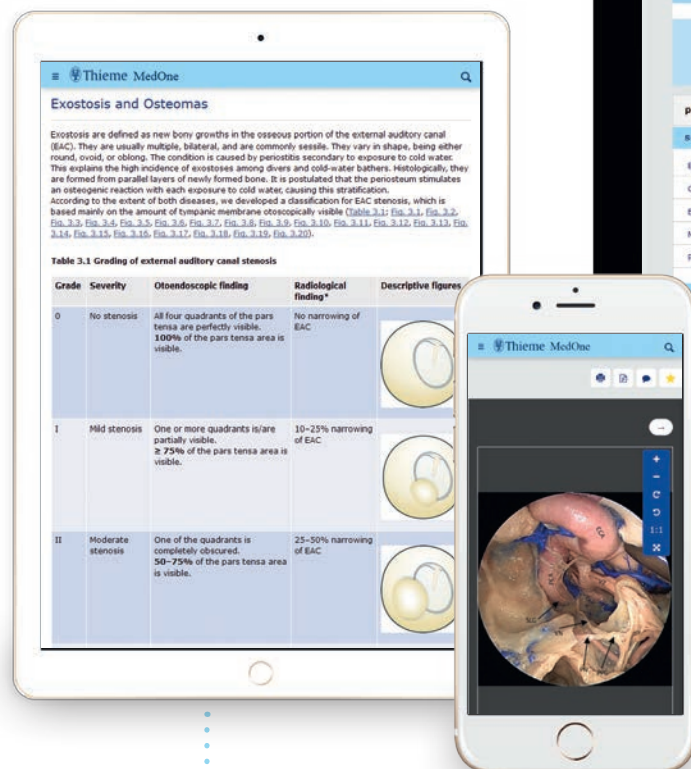 Thieme MedOne
Exostosis and Osteomas
Exostosis are defined as new bony growths in the osseous portion of the external auditory canal
(EAC). They are usually multiple, bilateral, and are commonly sessile. They vary in shape, being either
round, ovoid, or oblong. The condition is caused by periostitis secondary to exposure to cold water.
This explains the high incidence of exostoses among divers and cold-water bathers. Histologically, they
are formed from parallel layers of newly formed bone. It is postulated that the periosteum stimulates
an osteogenic reaction with each exposure to cold water, causing this stratification.
According to the extent of both diseases, we developed a classification for EAC stenosis, which is
based mainly on the amount of tympanic membrane otoscopically visible (Table 3.1; Fig. 3.1, Fig. 3.2,
Fig. 3.3, Fig. 3.4, Fig. 3.5, Fig. 3.6, Fig. 3.7, Fig. 3.8, Fig. 3.9, Fig. 3.10, Fig. 3.11, Fig. 3.12, Fig. 3.13, Fig.
3.14, Fig. 3.15, Fig. 3.16, Fig. 3.17, Fig. 3.18, Fig. 3.19, Fig. 3.20).
Table 3.1 Grading of external auditory canal stenosis
Grade Severity Otoendoscopic finding Radiological Descriptive figures
finding*
0 No stenosis All four quadrants of the pars No narrowing of
tensa are perfectly visible. EAC
100% of the pars tensa area is
visible.
I Mild stenosis One or more quadrants is/are 10–25% narrowing
partially visible. of EAC
≥ 75% of the pars tensa area is
visible.
II Moderate One of the quadrants is 25–50% narrowing
stenosis completely obscured. of EAC
50–75% of the pars tensa area
is visible.
Thieme MedOne
1:1